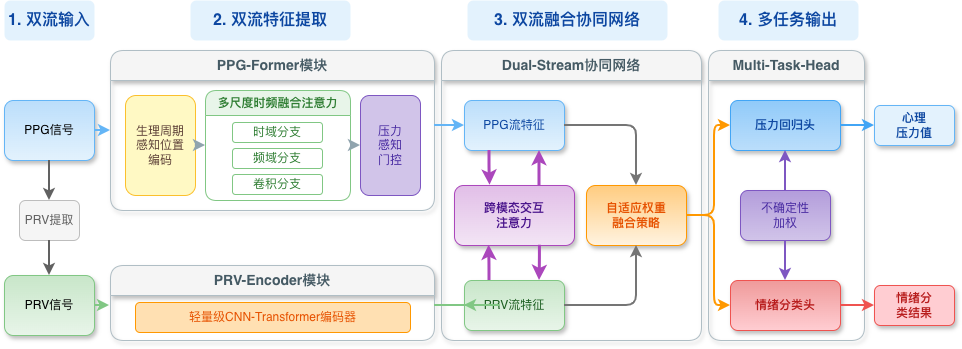 1. 双流输入
2. 双流特征提取
3. 双流融合协同网络
4. 多任务输出
PPG信号
PRV提取
PRV信号
PPG-Former模块
生理周期
感知位置
编码
多尺度时频融合注意力
时域分支
频域分支
卷积分支
压力
感知
门控
PRV-Encoder模块
轻量级CNN-Transformer编码器
Dual-Stream协同网络
PPG流特征
跨模态交互
注意力
自适应权重
融合策略
PRV流特征
Multi-Task-Head
压力回归头
不确定性
加权
情绪分类头
心理
压力值
情绪分
类结果